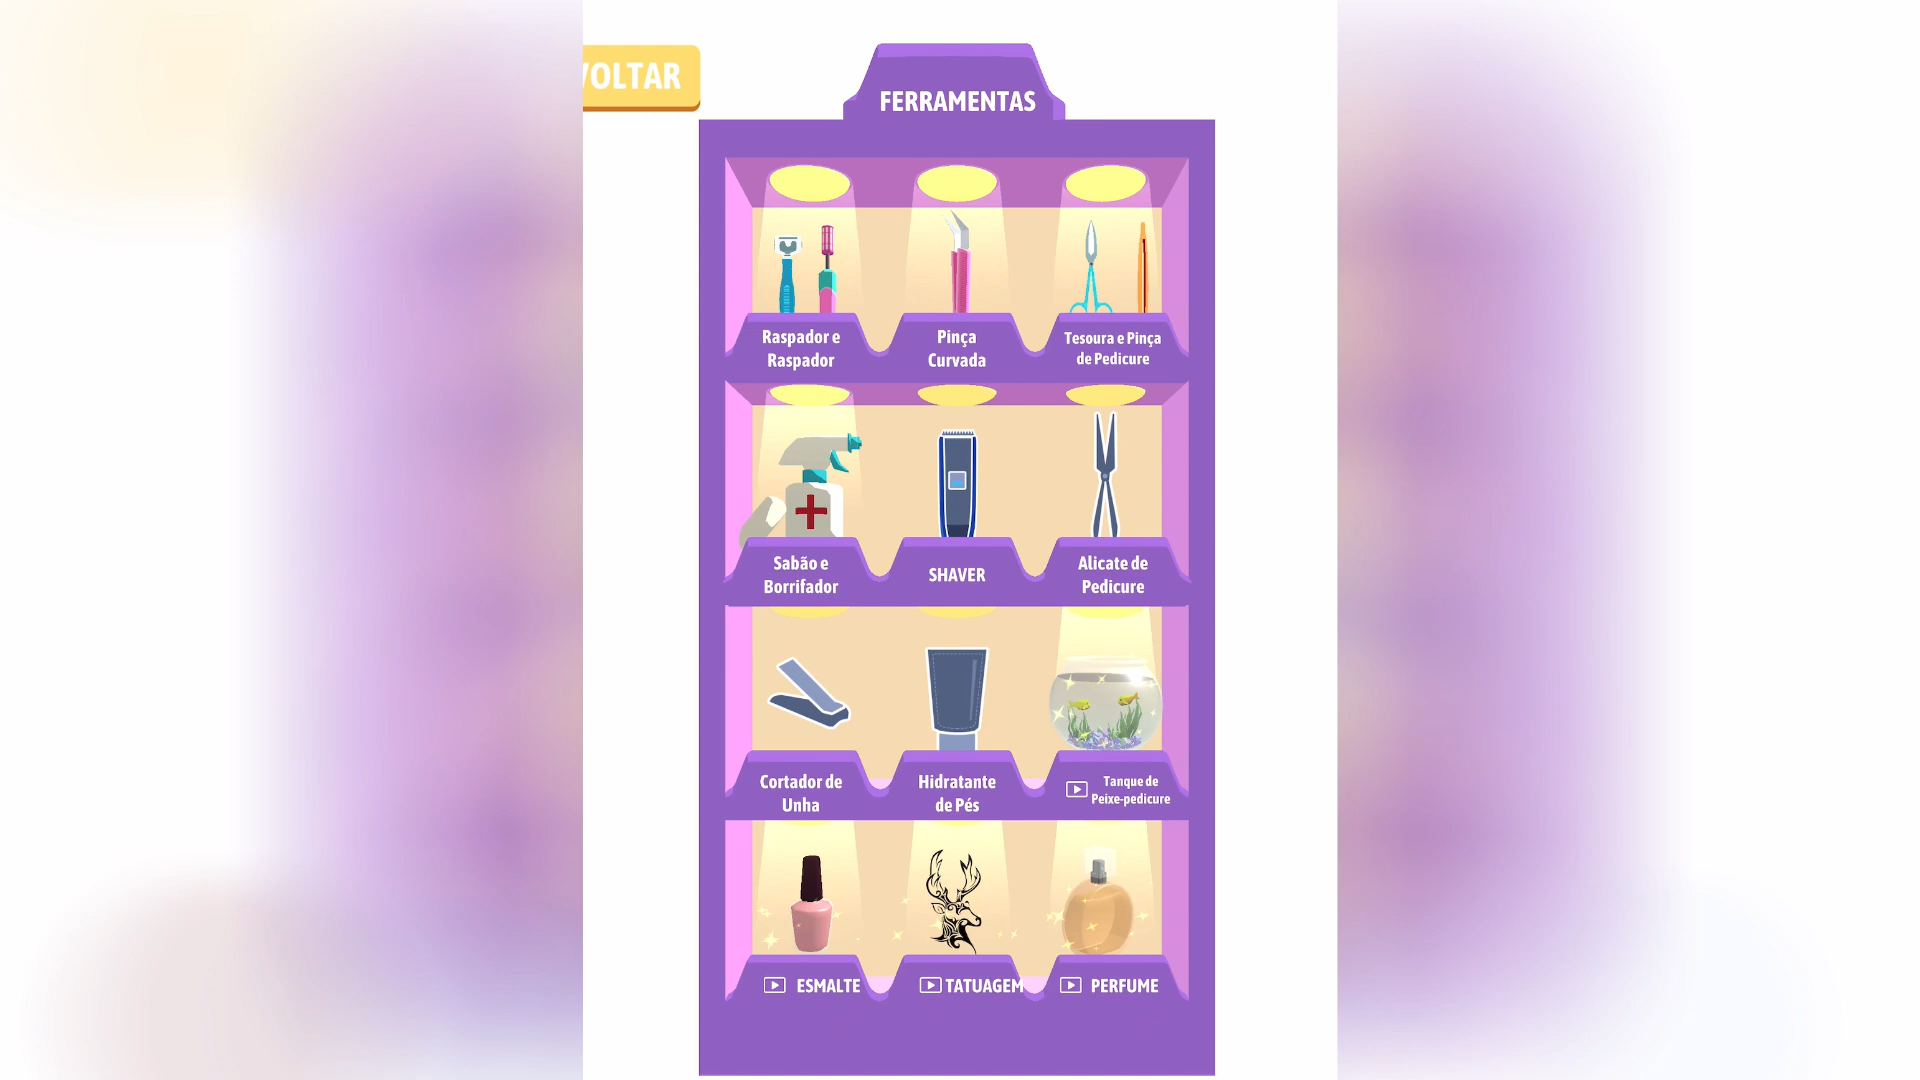 VOLTAR
FERRAMENTAS
Raspador e
Raspador
Pinça
Curvada
Tesoura e Pinça
de Pedicure
Sabão e
Borrifador
SHAVER
Alicate de
Pedicure
Cortador de
Unha
Hidratante
de Pés
Tanque de
Peixe-pedicure
ESMALTE
TATUAGEM
PERFUME